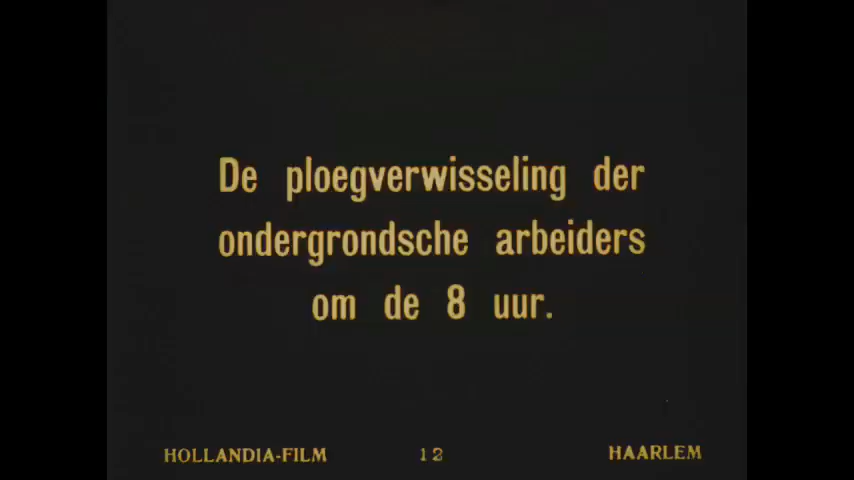 De ploegverwisseling der
ondergrondsche arbeiders
om de 8 uur.
HOLLANDIA-FILM 12 HAARLEM